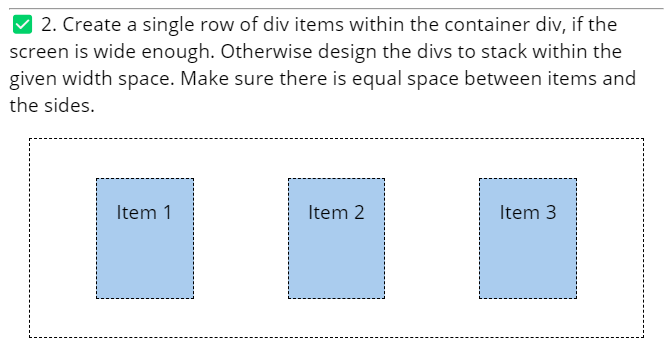 ✅ 2. Create a single row of div items within the container div, if the
screen is wide enough. Otherwise design the divs to stack within the
given width space. Make sure there is equal space between items and
the sides.
Item 1 Item 2 Item 3